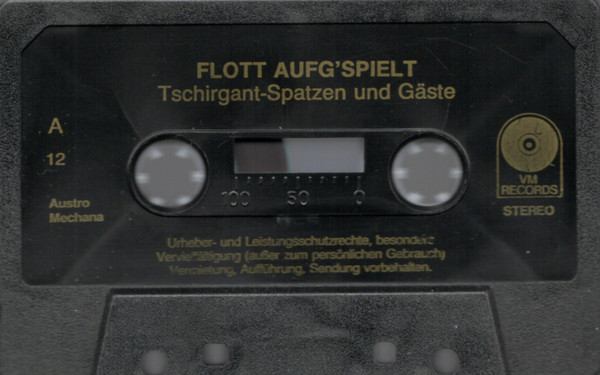 FLOTT AUFG'SPIELT
Tschirgant-Spatzen und Gäste
A
12
Austro
Mechana
VM
RECORDS
STEREO
100 50 0
Urheber- und Leistungsschutzrechte, besonders
Vervielfältigung (außer zum persönlichen Gebrauch)
Vermietung, Aufführung, Sendung vorbehalten.